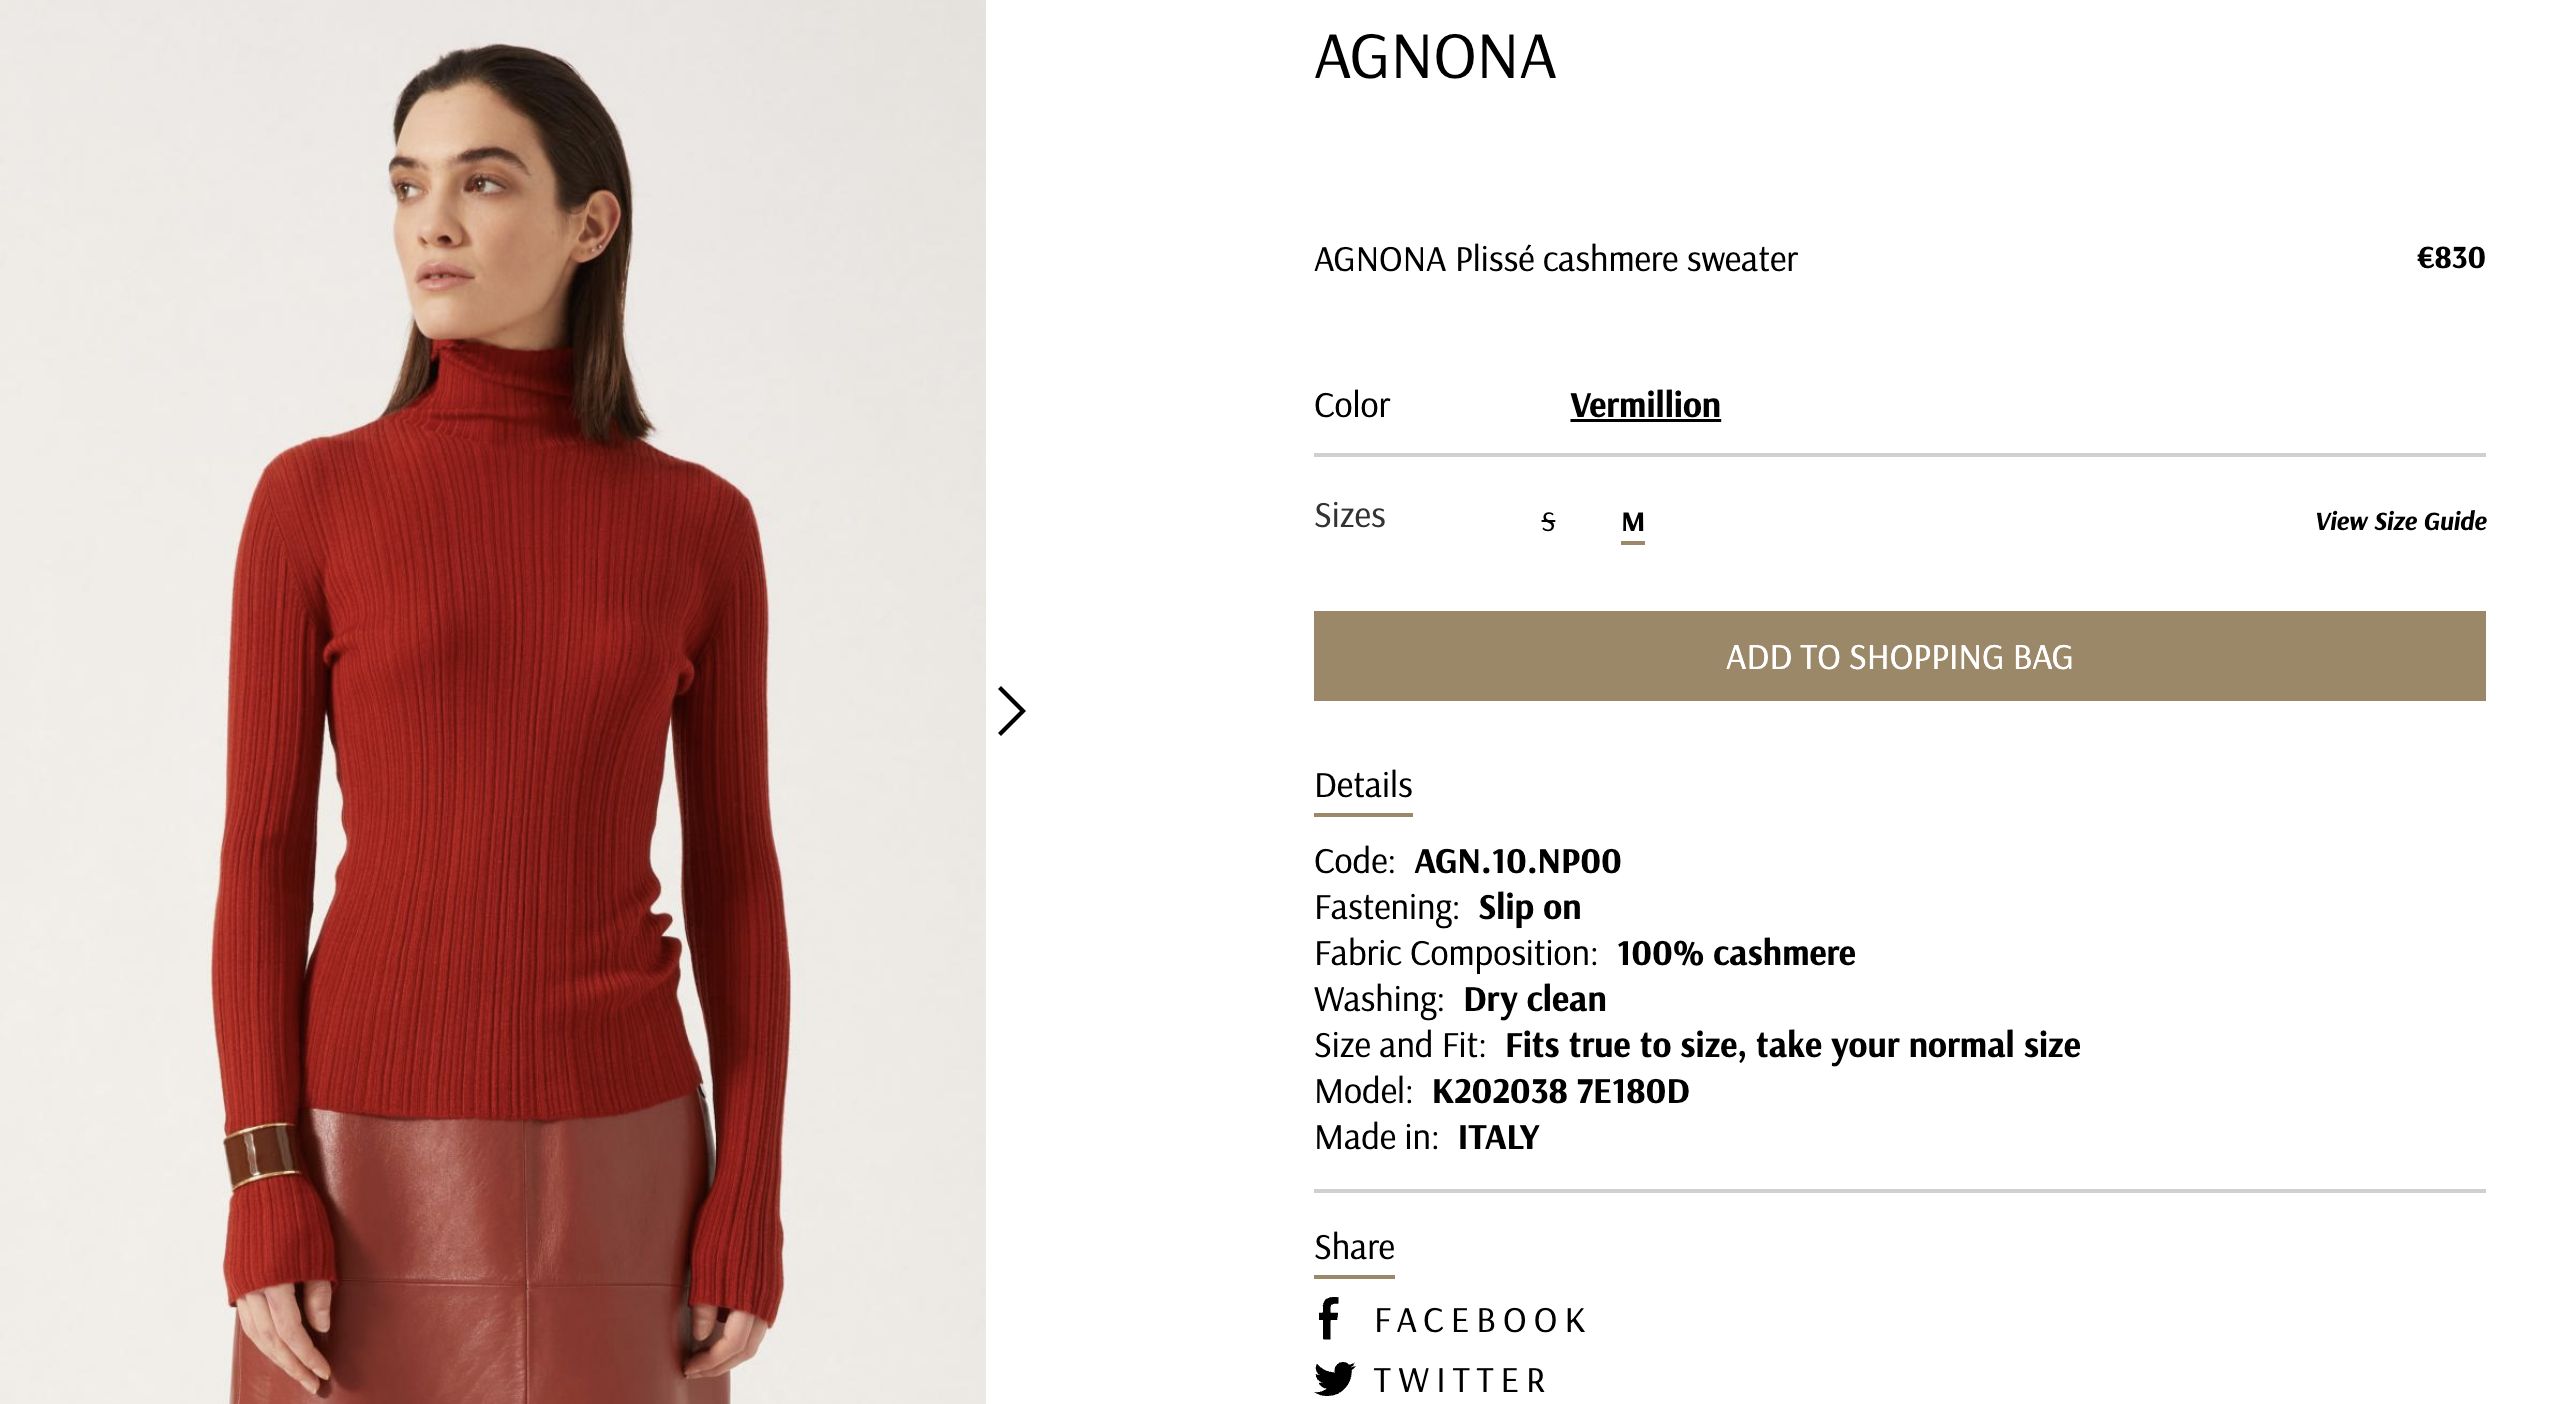 AGNONA
AGNONA Plissé cashmere sweater €830
Color Vermillion
Sizes S M View Size Guide
ADD TO SHOPPING BAG
Details
Code: AGN.10.NP00
Fastening: Slip on
Fabric Composition: 100% cashmere
Washing: Dry clean
Size and Fit: Fits true to size, take your normal size
Model: K202038 7E180D
Made in: ITALY
Share
FACEBOOK
TWITTER